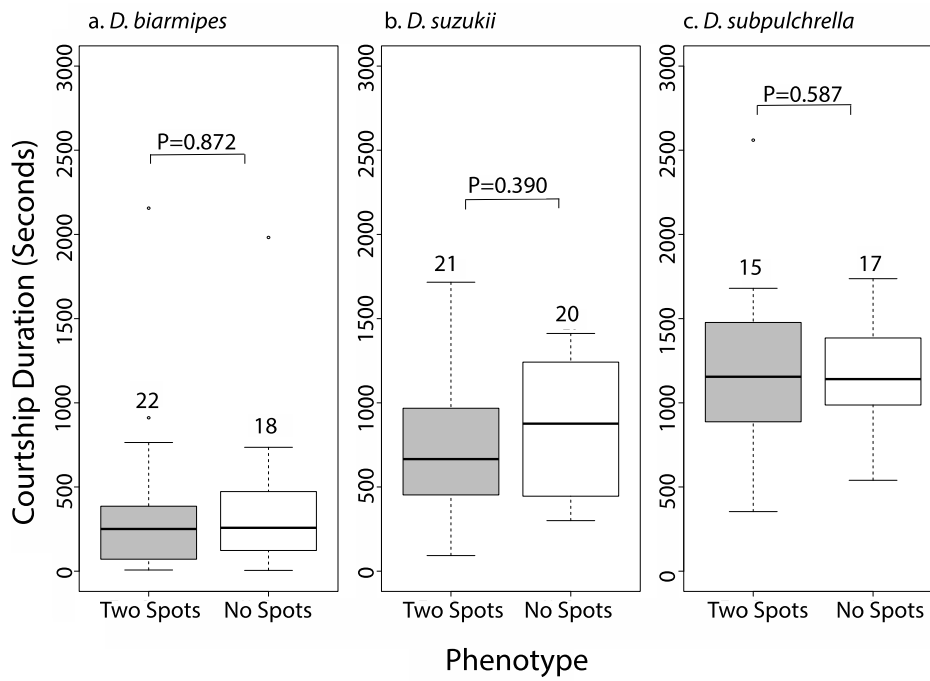 a. D. biarmipes
b. D. suzukii
c. D. subpulchrella
Courtship Duration (Seconds)
3000
2500
2000
1500
1000
500
0
P=0.872
22
18
Two Spots
No Spots
3000
2500
2000
1500
1000
500
0
P=0.390
21
20
Two Spots
No Spots
3000
2500
2000
1500
1000
500
0
P=0.587
15
17
Two Spots
No Spots
Phenotype